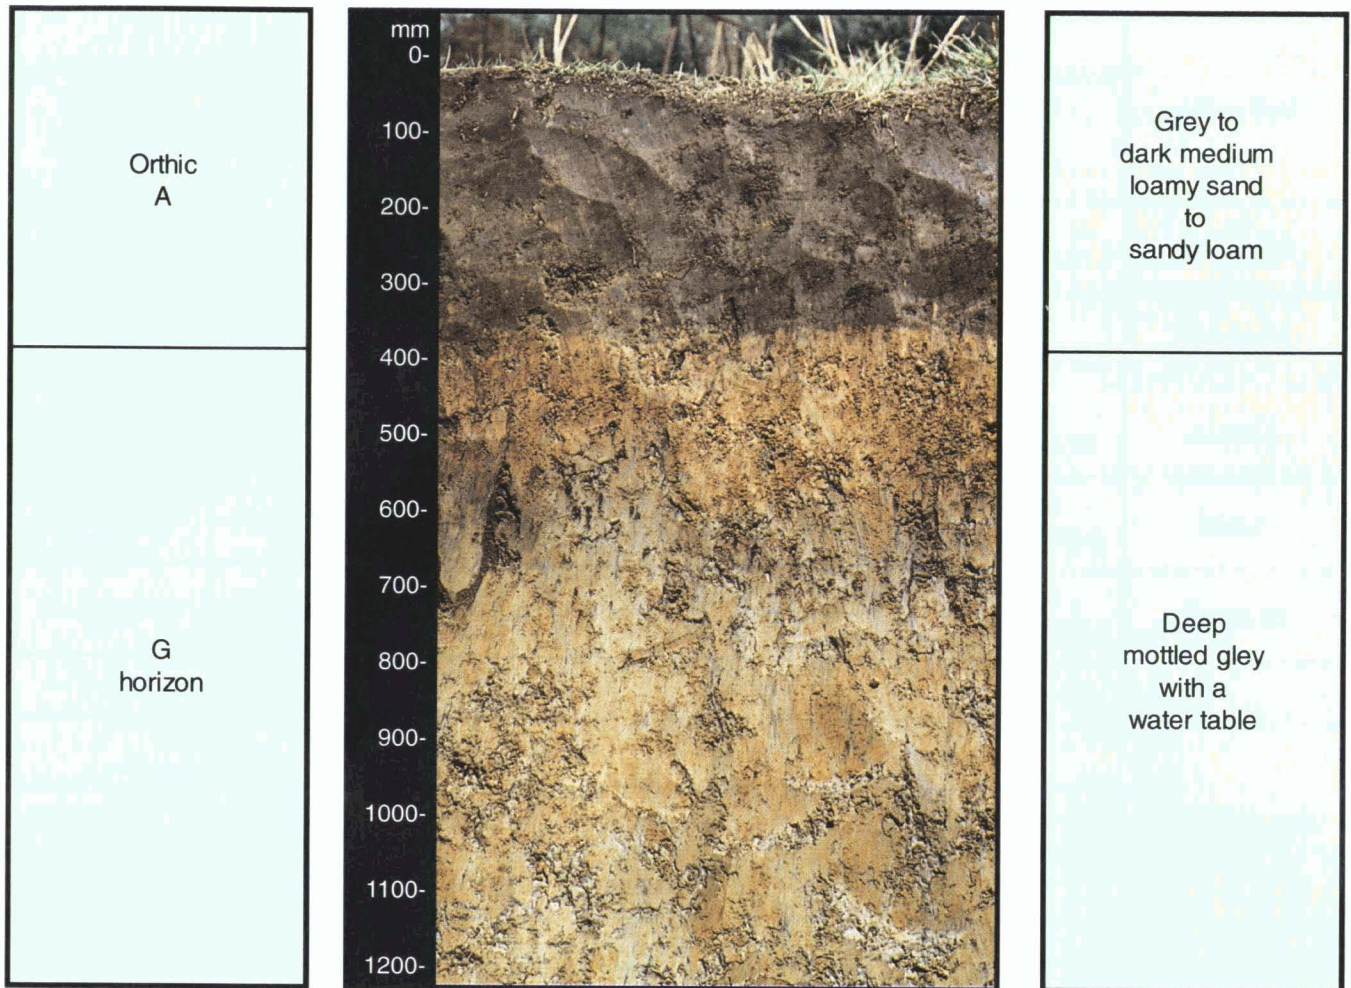 Orthic
A
G
horizon
mm
0-
100-
200-
300-
400-
500-
600-
700-
800-
900-
1000-
1100-
1200-
Grey to
dark medium
loamy sand
to
sandy loam
Deep
mottled gley
with a
water table